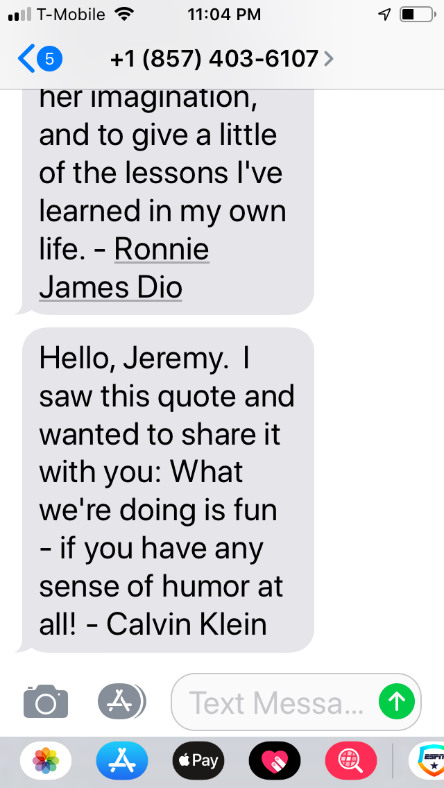 T-Mobile 11:04 PM
5 +1 (857) 403-6107
her imagination,
and to give a little
of the lessons I've
learned in my own
life. - Ronnie
James Dio
Hello, Jeremy.  I
saw this quote and
wanted to share it
with you: What
we're doing is fun
- if you have any
sense of humor at
all! - Calvin Klein
Text Messa...
Pay
ESPN